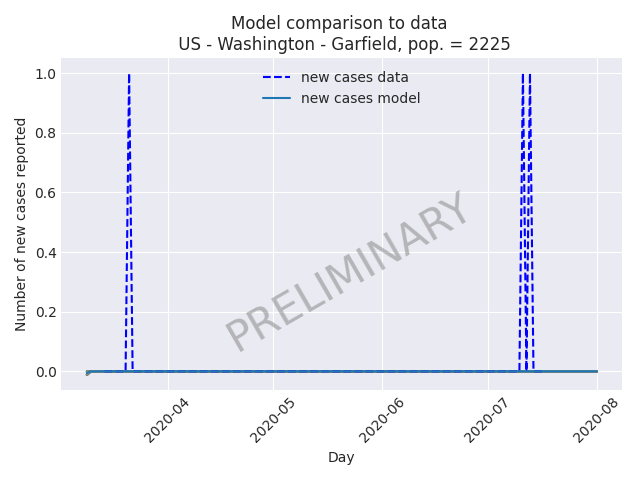 Model comparison to data
US - Washington - Garfield, pop. = 2225
new cases data
new cases model
Number of new cases reported
1.0
0.8
0.6
0.4
0.2
0.0
PRELIMINARY
2020-04
2020-05
2020-06
2020-07
2020-08
Day